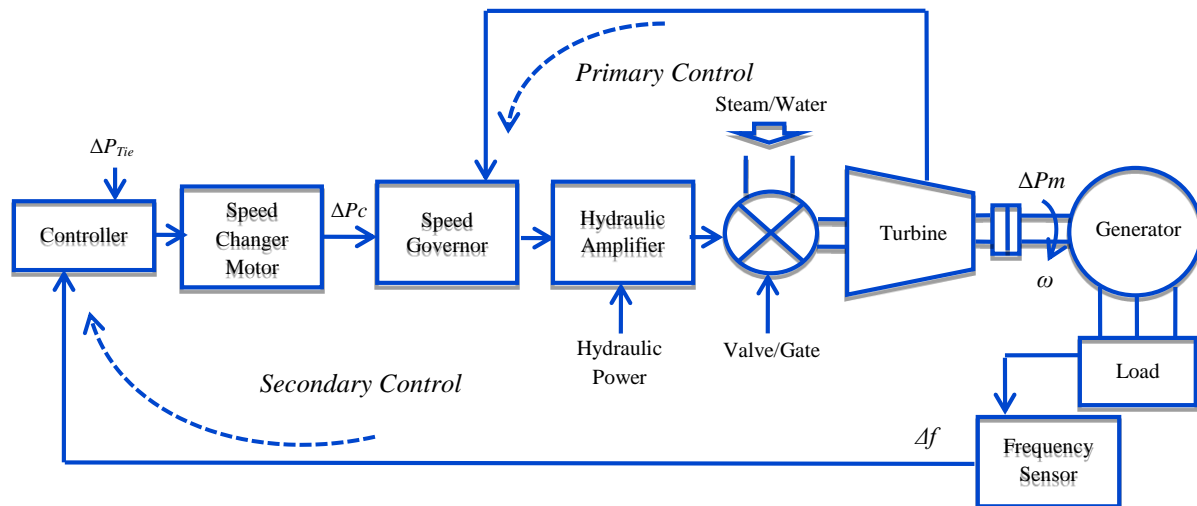 Primary Control
Steam/Water
ΔP_Tie
Controller
Speed
Changer
Motor
ΔPc
Speed
Governor
Hydraulic
Amplifier
Turbine
ΔPm
ω
Generator
Hydraulic
Power
Valve/Gate
Load
Secondary Control
Δf
Frequency
Sensor